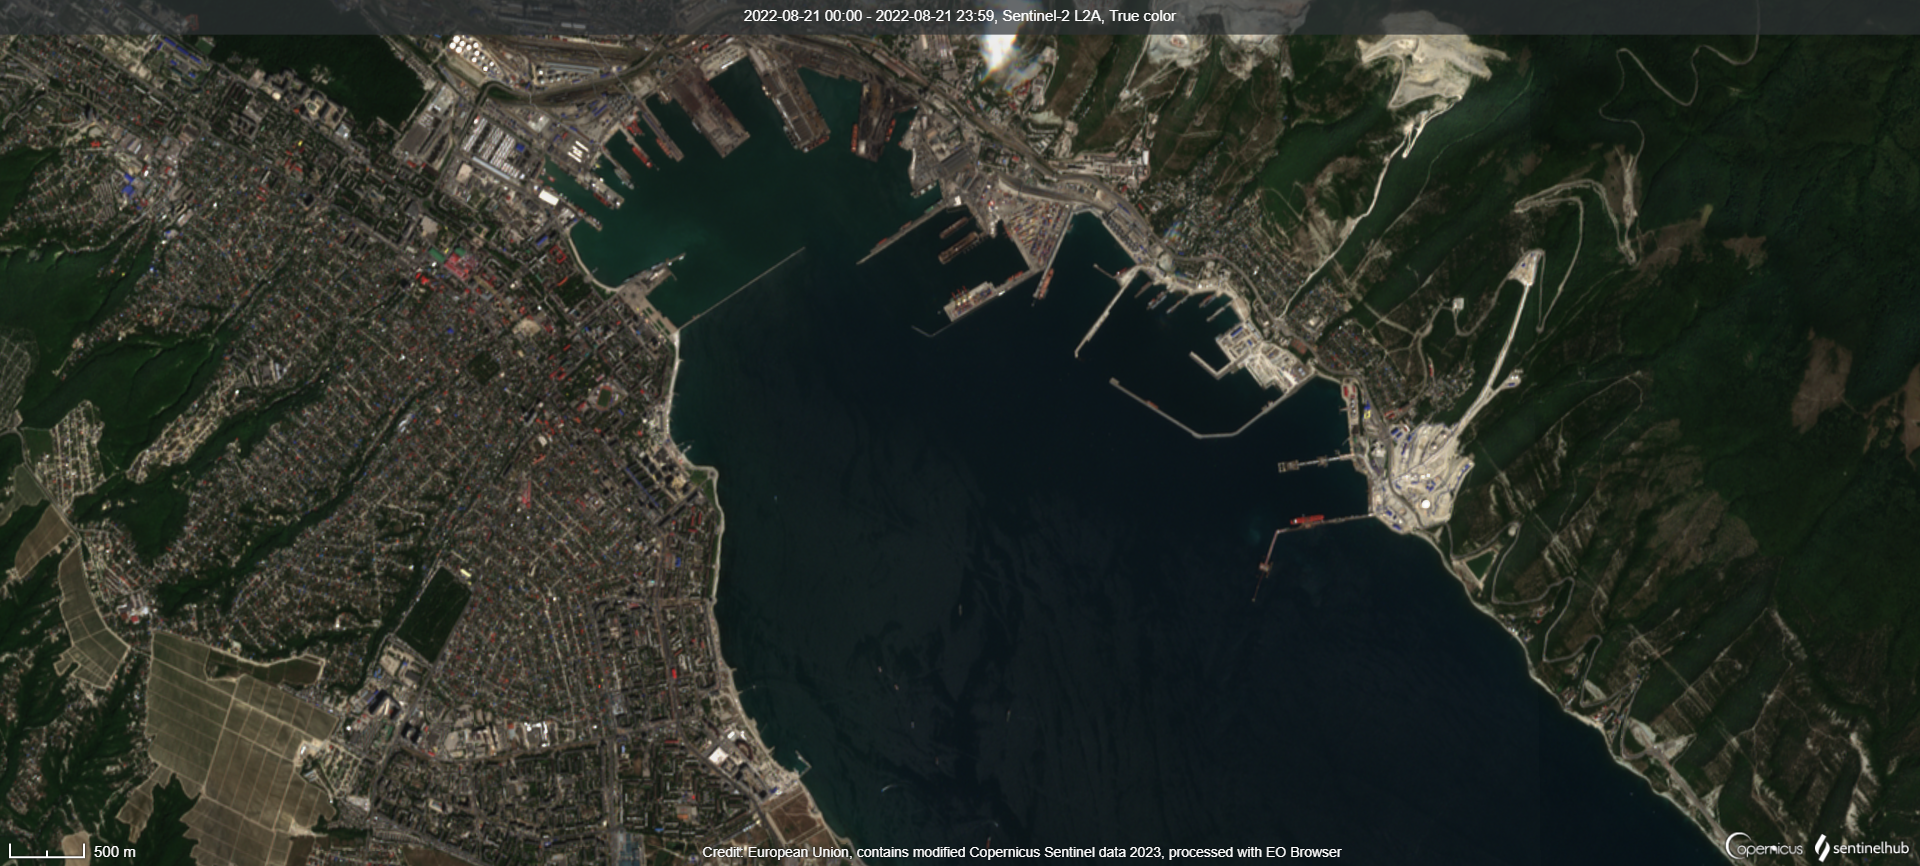 2022-08-21 00:00 - 2022-08-21 23:59, Sentinel-2 L2A, True color
500 m
Credit: European Union, contains modified Copernicus Sentinel data 2023, processed with EO Browser
Copernicus
sentinelhub